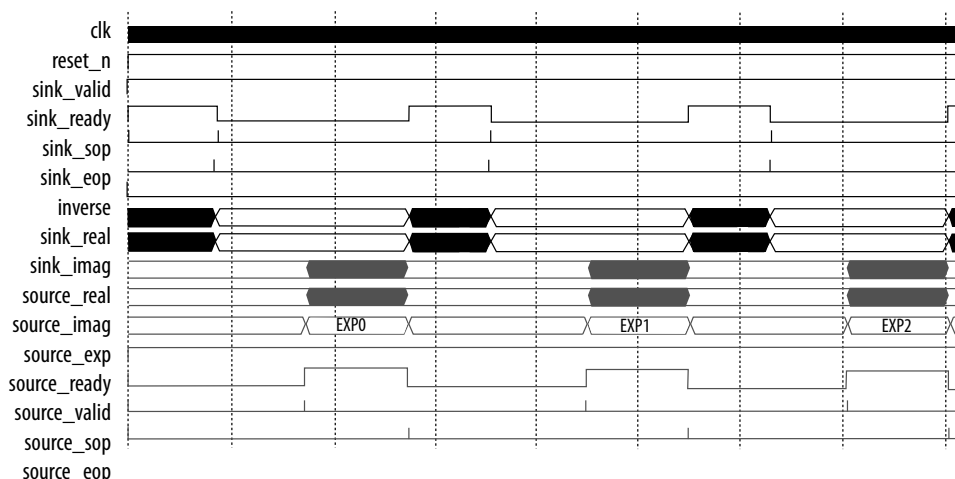 clk
reset_n
sink_valid
sink_ready
sink_sop
sink_eop
inverse
sink_real
sink_imag
source_real
source_imag EXP0 EXP1 EXP2
source_exp
source_ready
source_valid
source_sop
source_eop